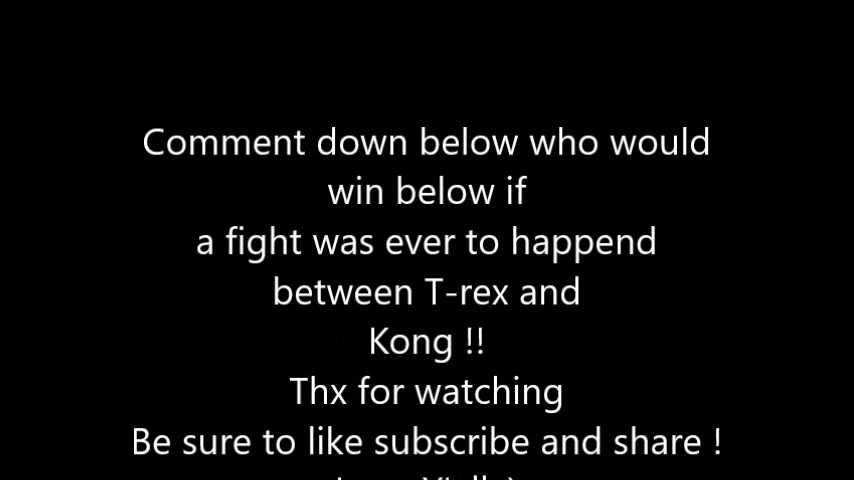 Comment down below who would
win below if
a fight was ever to happend
between T-rex and
Kong !!
Thx for watching
Be sure to like subscribe and share !